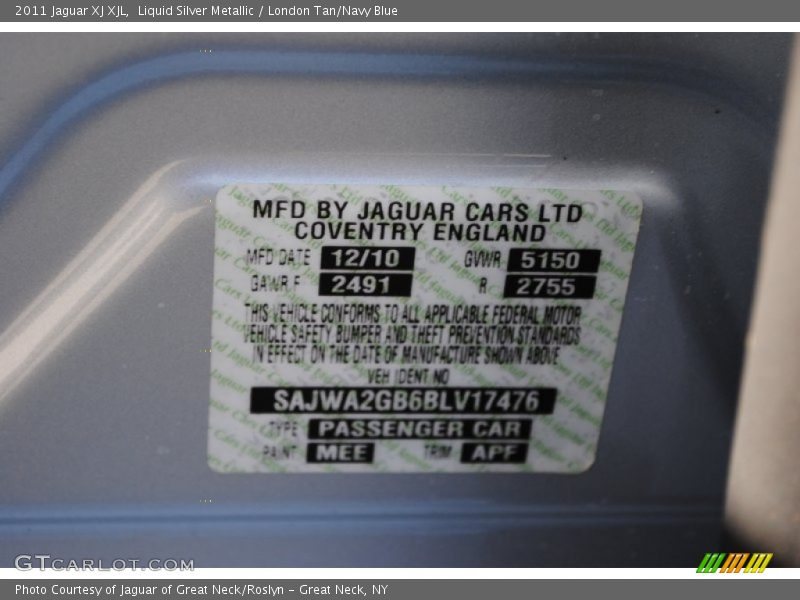 2011 Jaguar XJ XJL,  Liquid Silver Metallic / London Tan/Navy Blue
MFD BY JAGUAR CARS LTD
COVENTRY ENGLAND
MFD DATE 12/10 GVWR 5150
GAWR F 2491 R 2755
THIS VEHICLE CONFORMS TO ALL APPLICABLE FEDERAL MOTOR
VEHICLE SAFETY BUMPER AND THEFT PREVENTION STANDARDS
IN EFFECT ON THE DATE OF MANUFACTURE SHOWN ABOVE
VEH IDENT NO
SAJWA2GB6BLV17476
TYPE PASSENGER CAR
PAINT MEE TRIM APF
GTCARLOT.COM
Photo Courtesy of Jaguar of Great Neck/Roslyn – Great Neck, NY